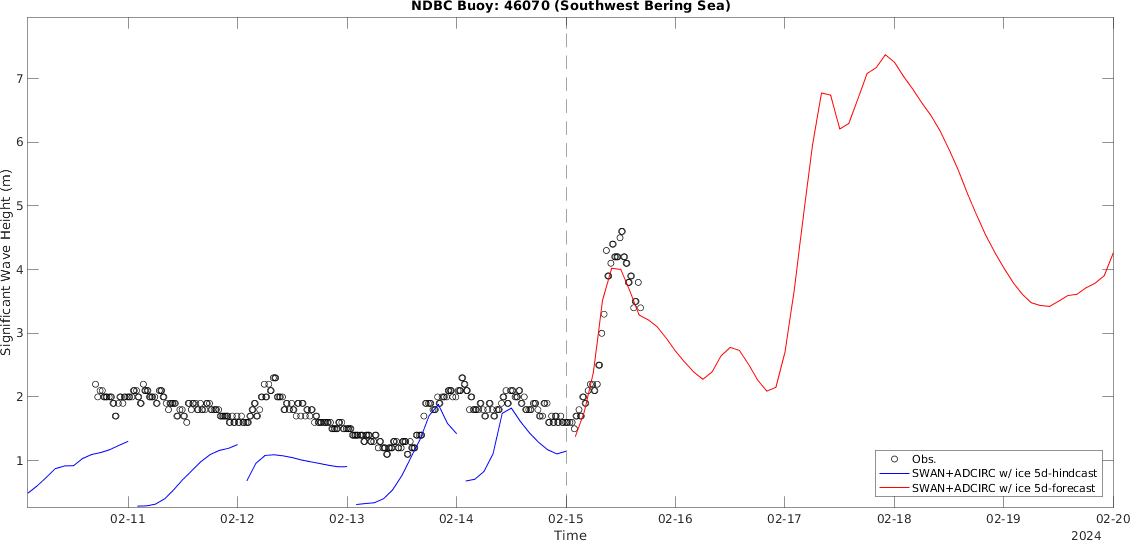 NDBC Buoy: 46070 (Southwest Bering Sea)
Significant Wave Height (m)
7
6
5
4
3
2
1
Obs.
SWAN+ADCIRC w/ ice 5d-hindcast
SWAN+ADCIRC w/ ice 5d-forecast
02-11 02-12 02-13 02-14 02-15 02-16 02-17 02-18 02-19 02-20
Time
2024